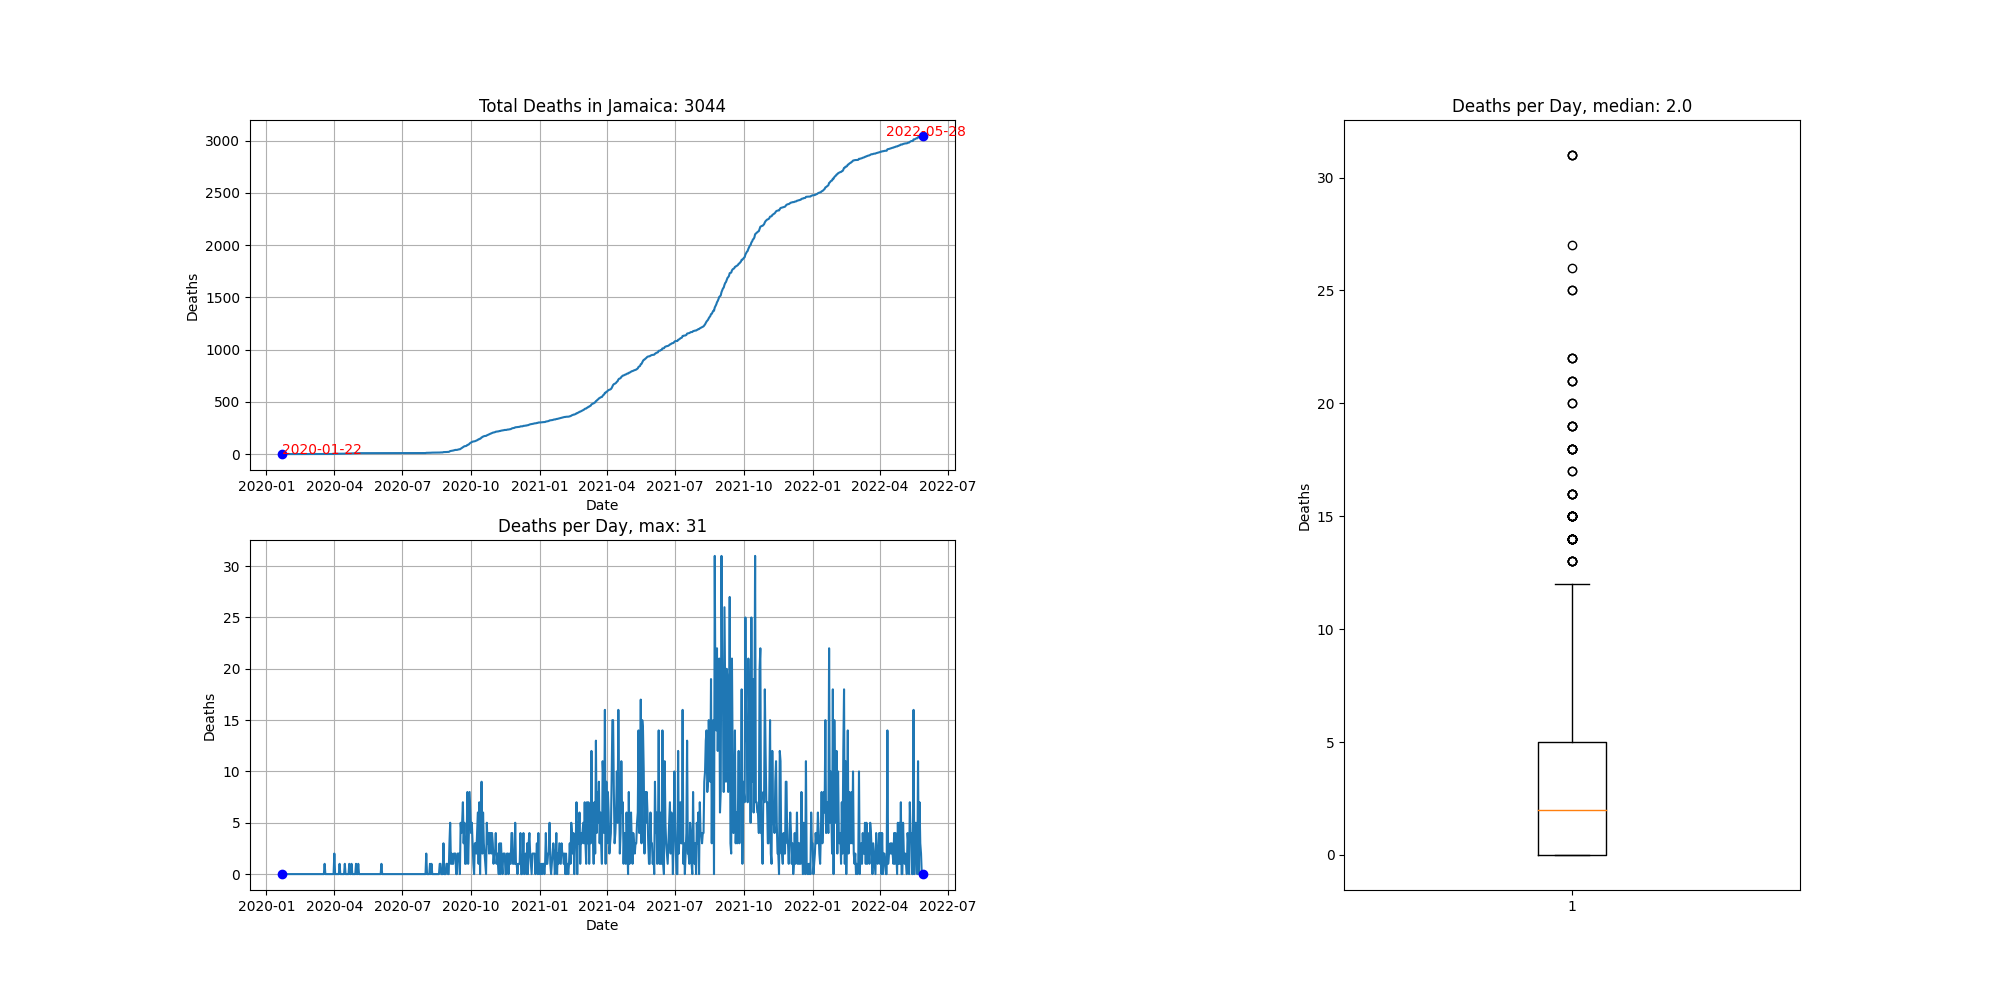 Total Deaths in Jamaica: 3044
Deaths
3000
2500
2000
1500
1000
500
0
2022-05-28
2020-01-22
2020-01 2020-04 2020-07 2020-10 2021-01 2021-04 2021-07 2021-10 2022-01 2022-04 2022-07
Date
Deaths per Day, max: 31
Deaths
30
25
20
15
10
5
0
2020-01 2020-04 2020-07 2020-10 2021-01 2021-04 2021-07 2021-10 2022-01 2022-04 2022-07
Date
Deaths per Day, median: 2.0
Deaths
30
25
20
15
10
5
0
1